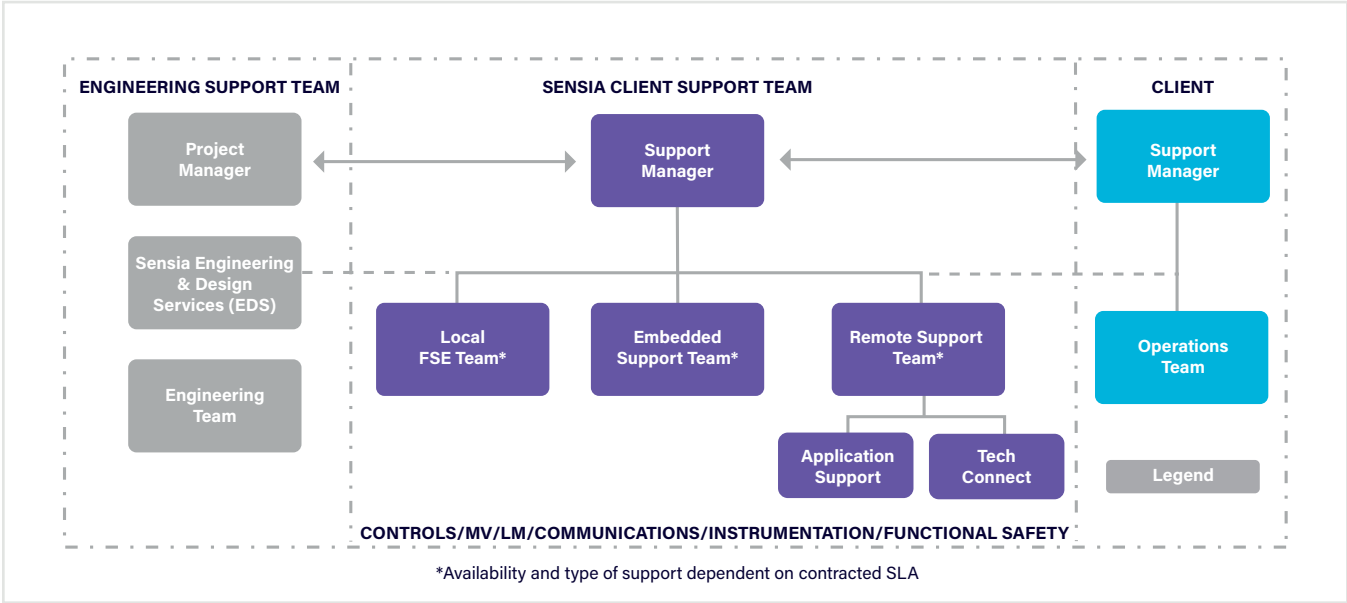 ENGINEERING SUPPORT TEAM
SENSIA CLIENT SUPPORT TEAM
CLIENT
Project
Manager
Support
Manager
Support
Manager
Sensia Engineering
& Design
Services (EDS)
Local
FSE Team*
Embedded
Support Team*
Remote Support
Team*
Operations
Team
Engineering
Team
Application
Support
Tech
Connect
Legend
CONTROLS/MV/LM/COMMUNICATIONS/INSTRUMENTATION/FUNCTIONAL SAFETY
*Availability and type of support dependent on contracted SLA